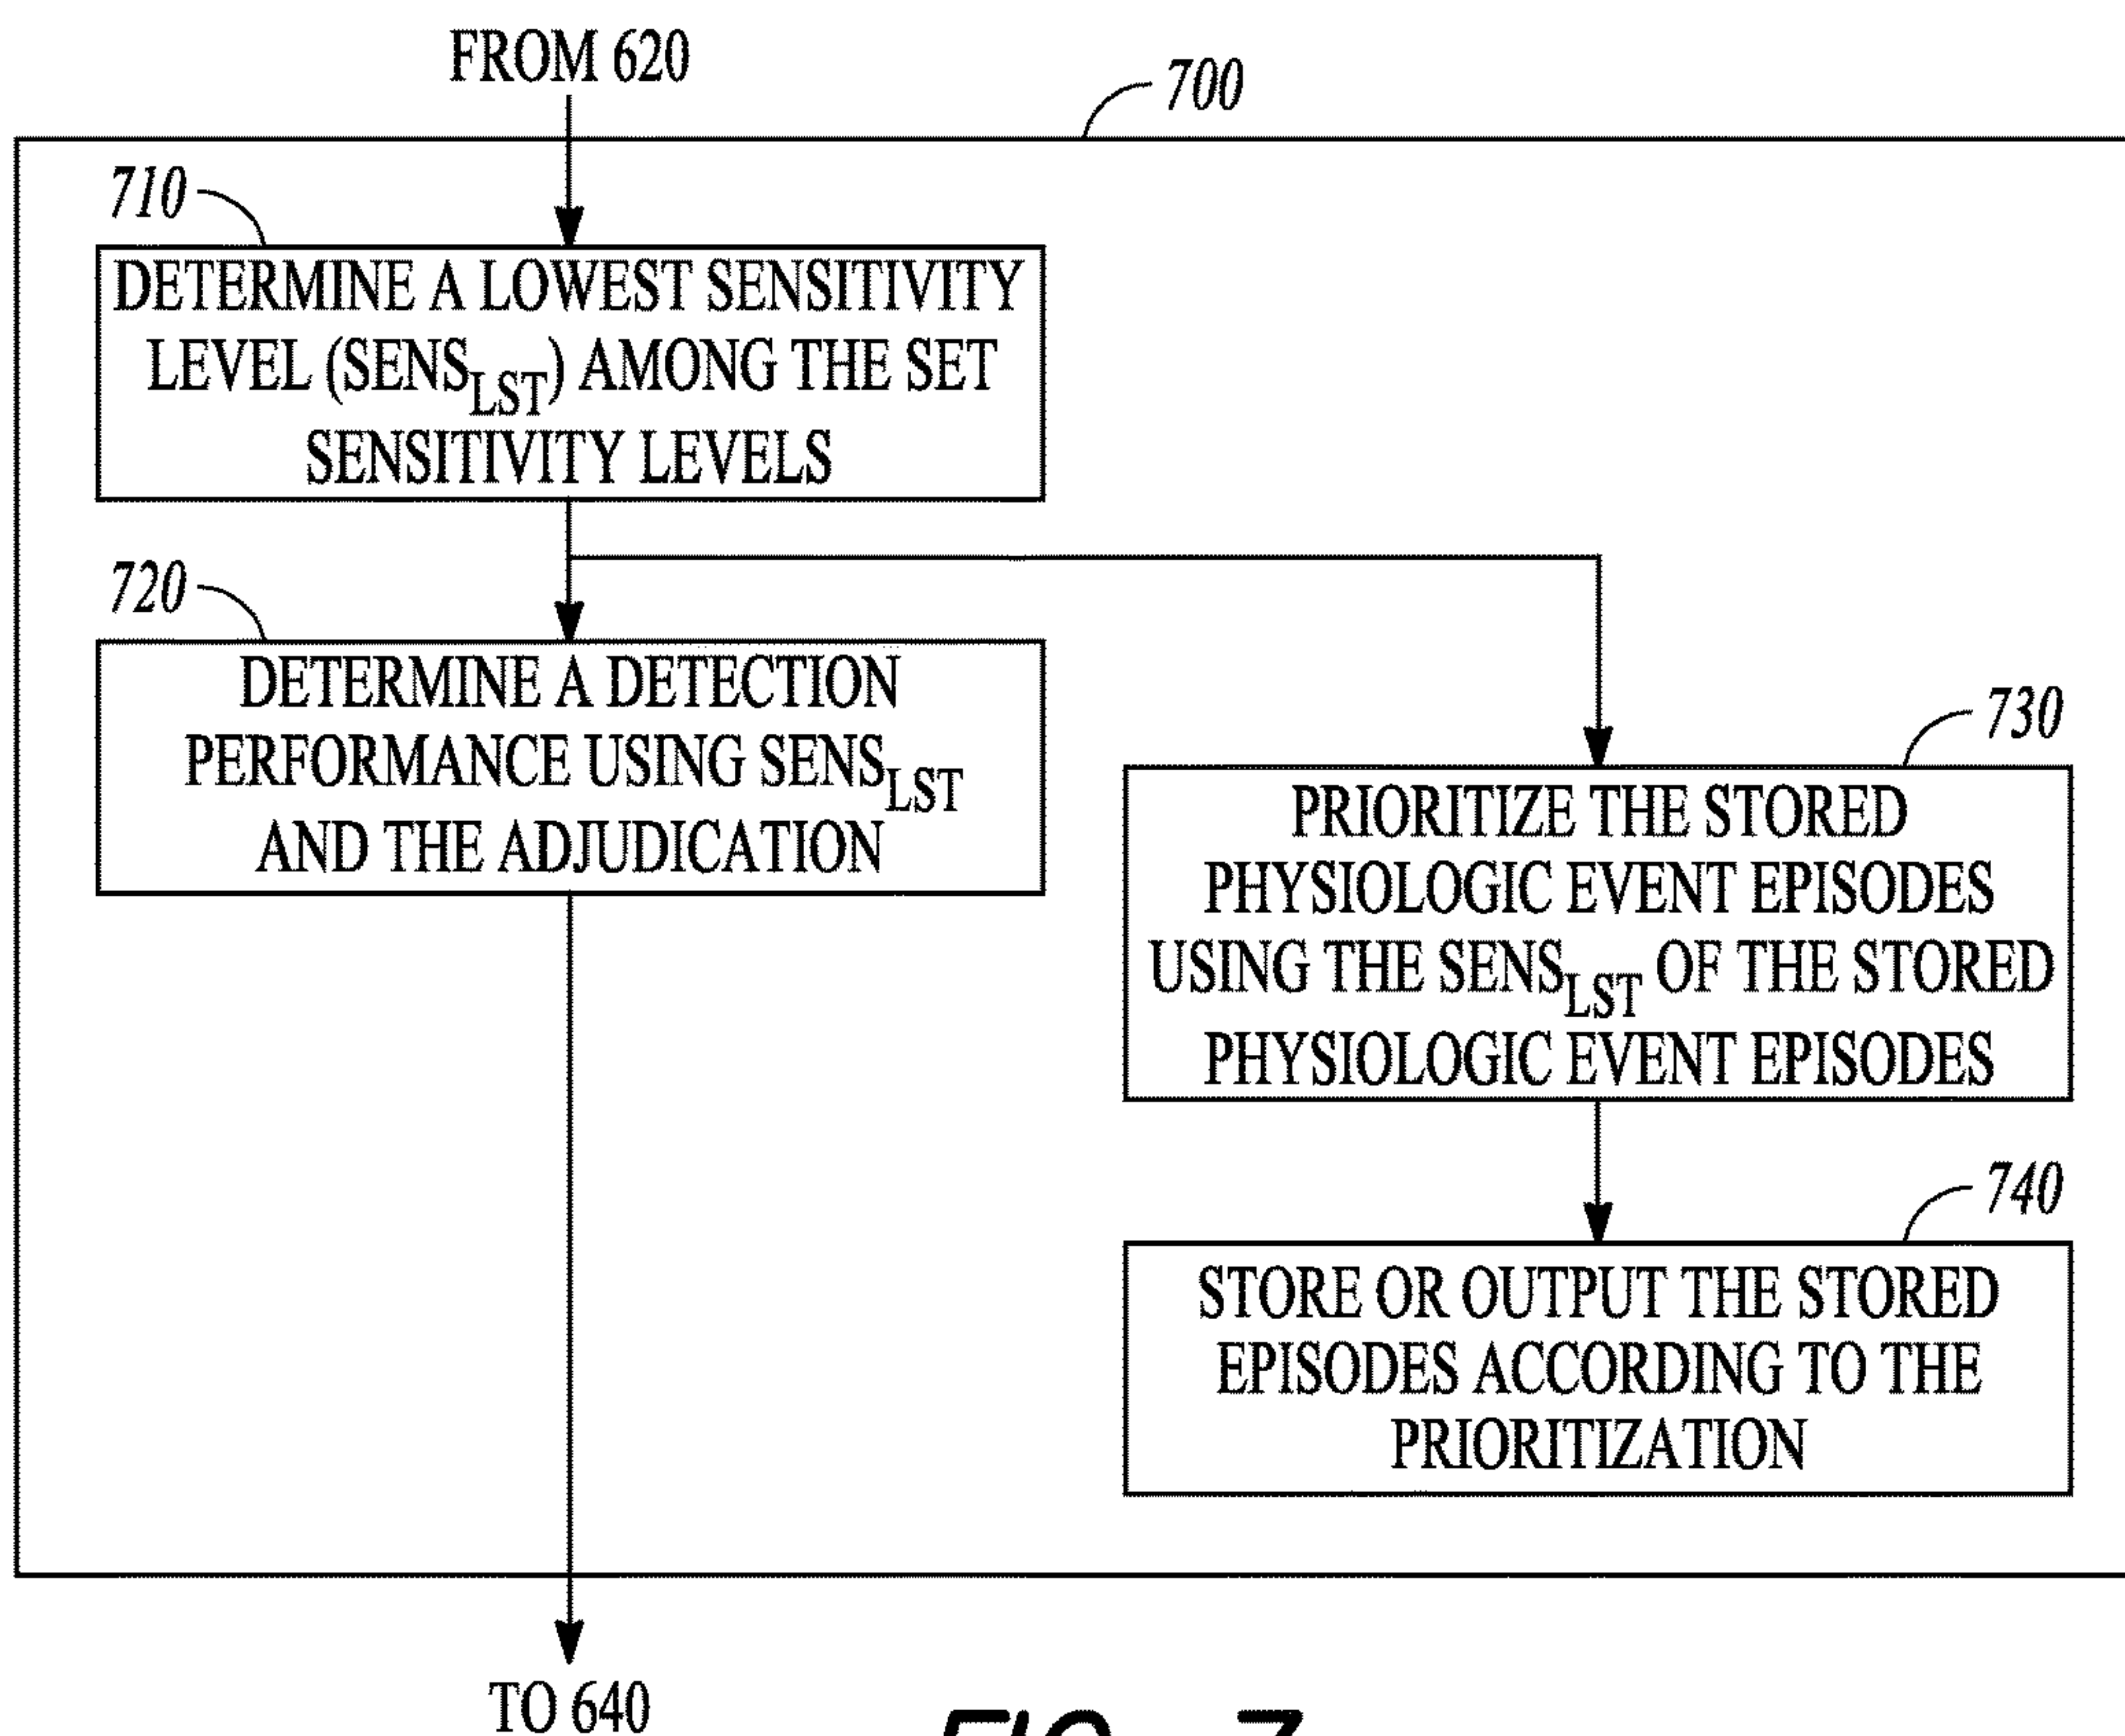 FROM 620
700
710
DETERMINE A LOWEST SENSITIVITY
LEVEL (SENSLST) AMONG THE SET
SENSITIVITY LEVELS
720
DETERMINE A DETECTION
PERFORMANCE USING SENSLST
AND THE ADJUDICATION
730
PRIORITIZE THE STORED
PHYSIOLOGIC EVENT EPISODES
USING THE SENSLST OF THE STORED
PHYSIOLOGIC EVENT EPISODES
740
STORE OR OUTPUT THE STORED
EPISODES ACCORDING TO THE
PRIORITIZATION
TO 640
FIG. 7